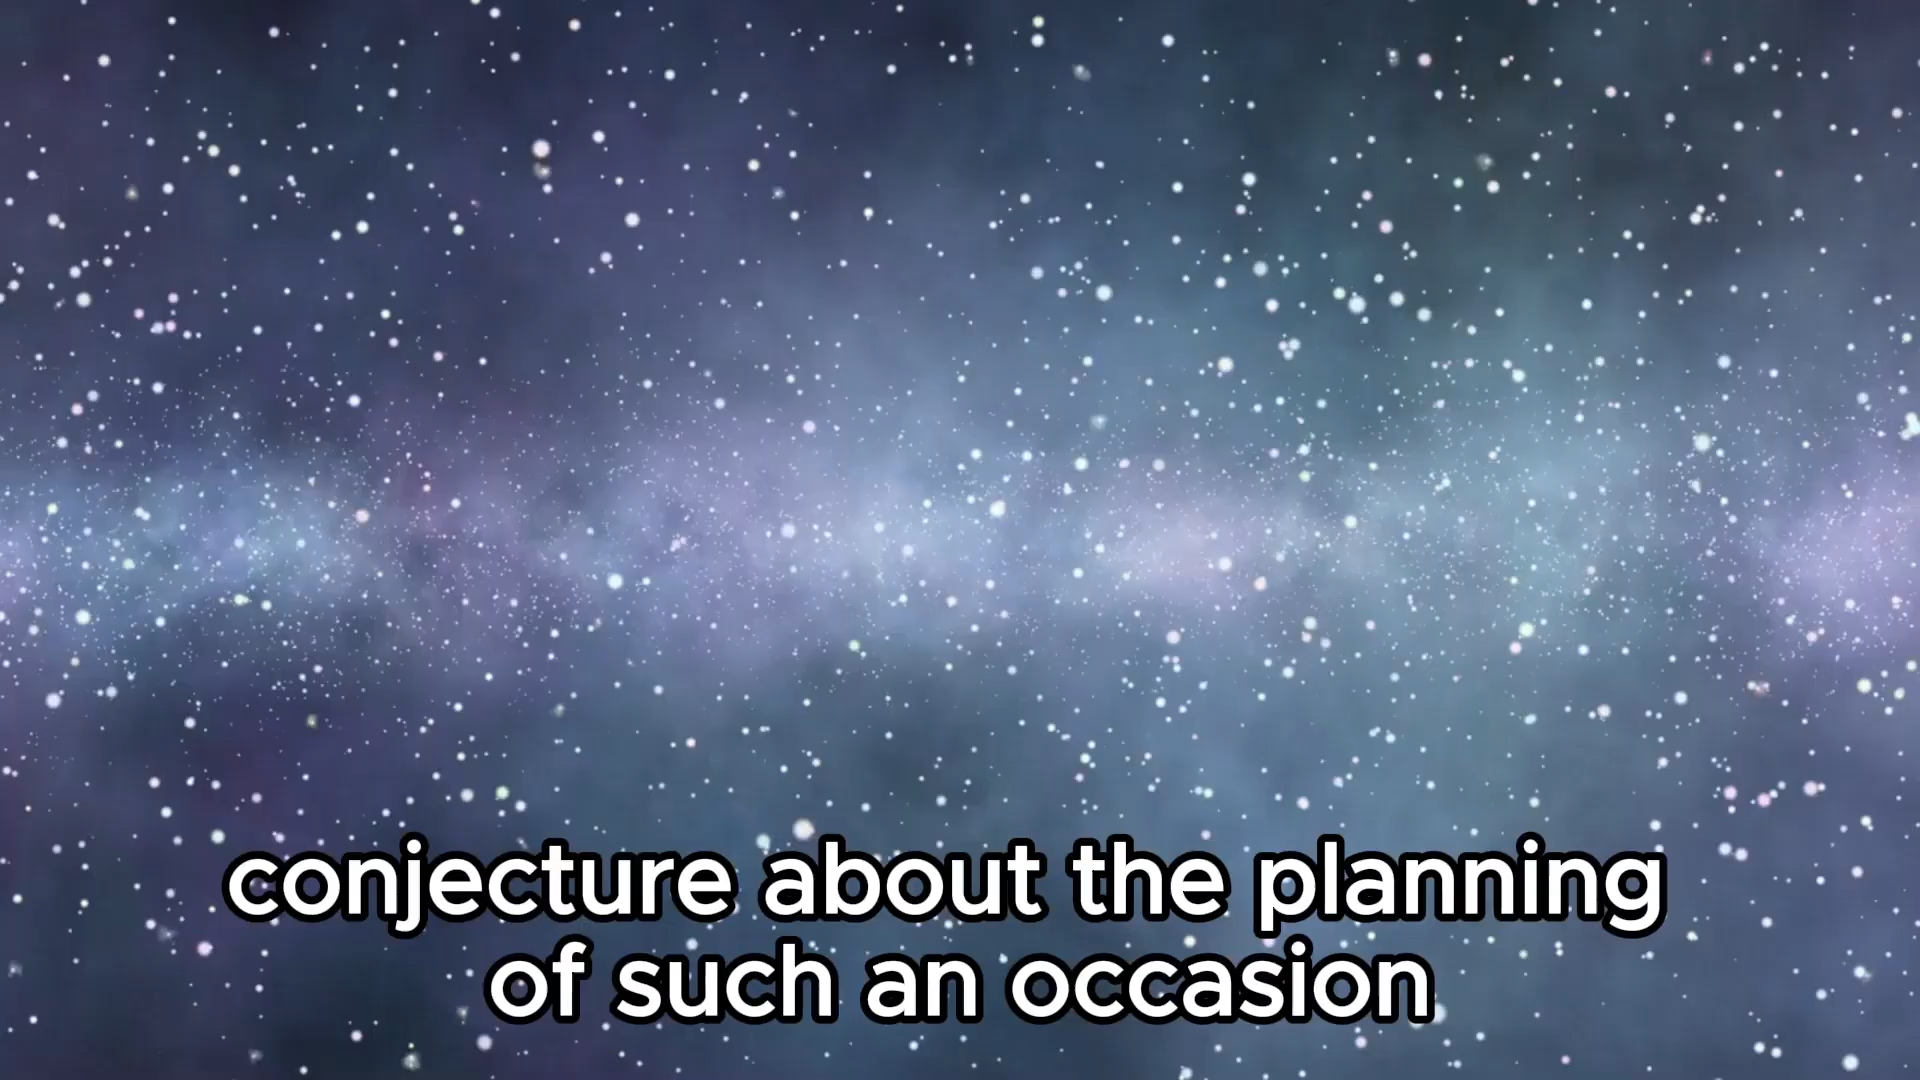 conjecture about the planning
of such an occasion